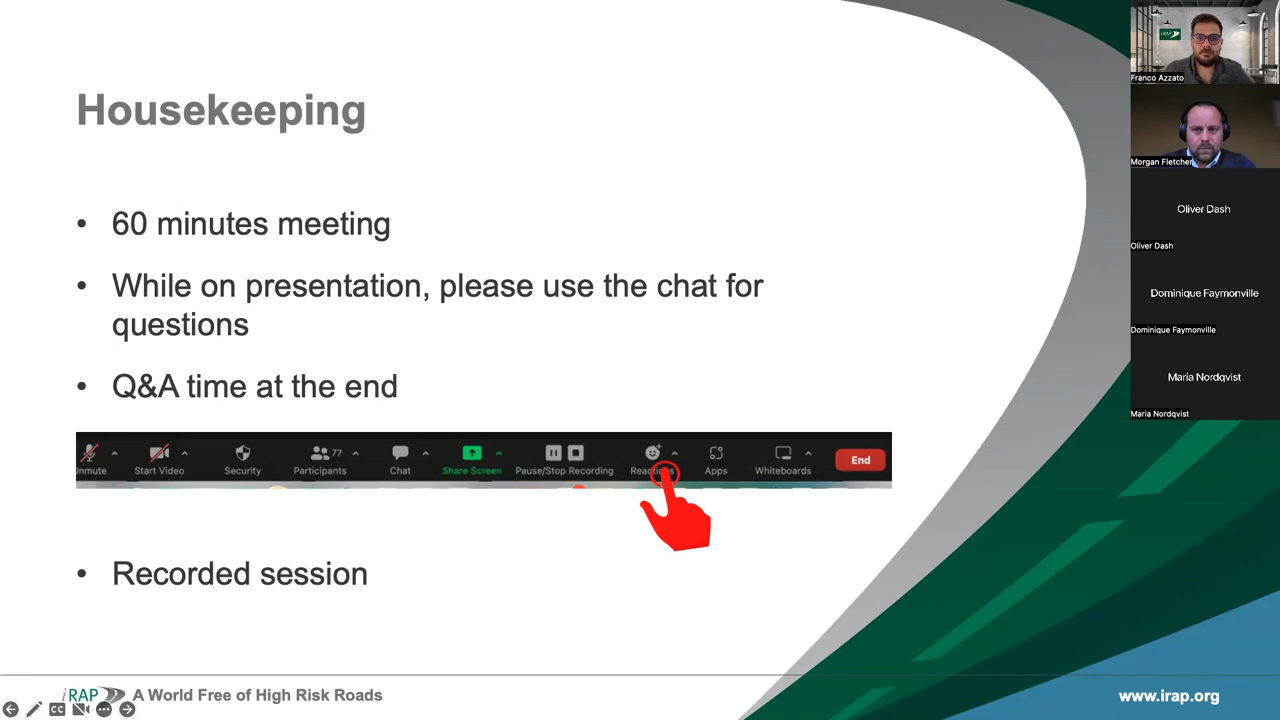 Housekeeping
• 60 minutes meeting
• While on presentation, please use the chat for
questions
• Q&A time at the end
nmute
Start Video
Security
77
Participants
Chat
Share Screen
Pause/Stop Recording
Reactions
Apps
Whiteboards
End
• Recorded session
iRAP
A World Free of High Risk Roads
www.irap.org
CC
iRAP
Franco Azzato
Morgan Fletcher
Oliver Dash
Oliver Dash
Dominique Faymonville
Dominique Faymonville
Maria Nordqvist
Maria Nordqvist